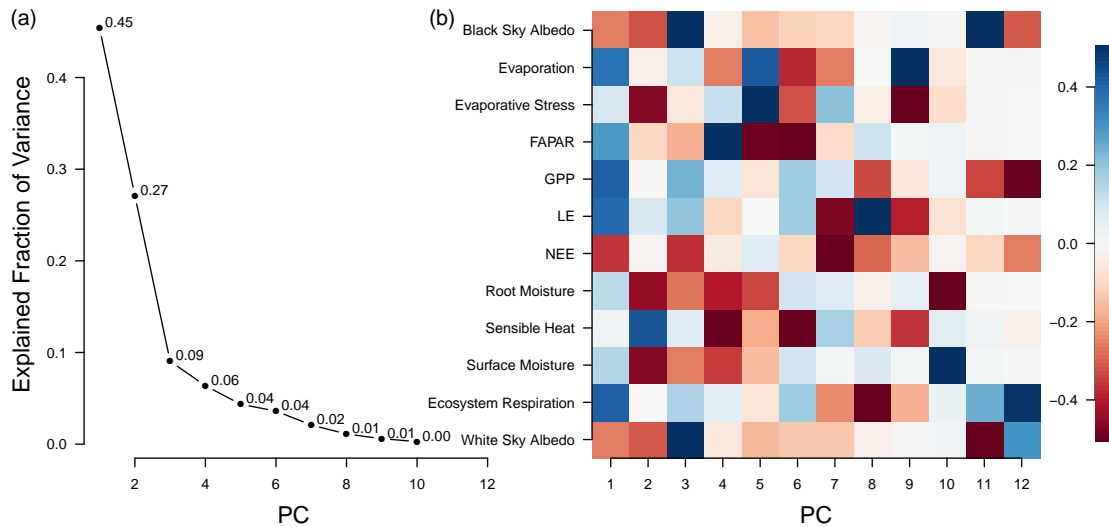 (a)
Explained Fraction of Variance
0.4
0.3
0.2
0.1
0.0
0.45
0.27
0.09
0.06
0.04
0.04
0.02
0.01
0.01
0.00
2 4 6 8 10 12
PC
(b)
Black Sky Albedo
Evaporation
Evaporative Stress
FAPAR
GPP
LE
NEE
Root Moisture
Sensible Heat
Surface Moisture
Ecosystem Respiration
White Sky Albedo
1 2 3 4 5 6 7 8 9 10 11 12
PC
0.4
0.2
0.0
−0.2
−0.4